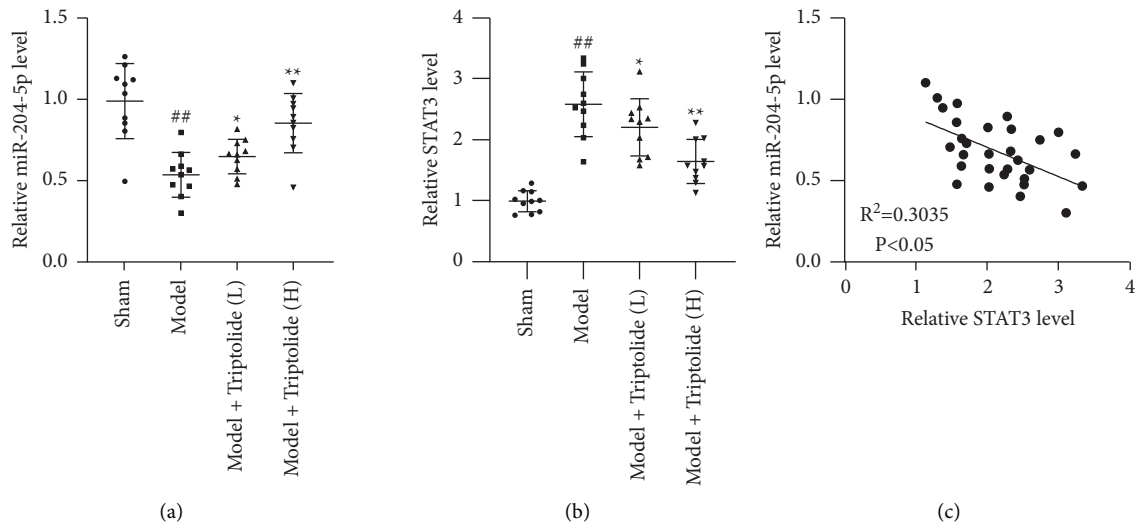 Relative miR-204-5p level
1.5
1.0
0.5
0.0
##
*
**
Sham
Model
Model + Triptolide (L)
Model + Triptolide (H)
(a)
Relative STAT3 level
4
3
2
1
0
##
*
**
Sham
Model
Model + Triptolide (L)
Model + Triptolide (H)
(b)
Relative miR-204-5p level
1.5
1.0
0.5
0.0
R²=0.3035
P<0.05
0 1 2 3 4
Relative STAT3 level
(c)